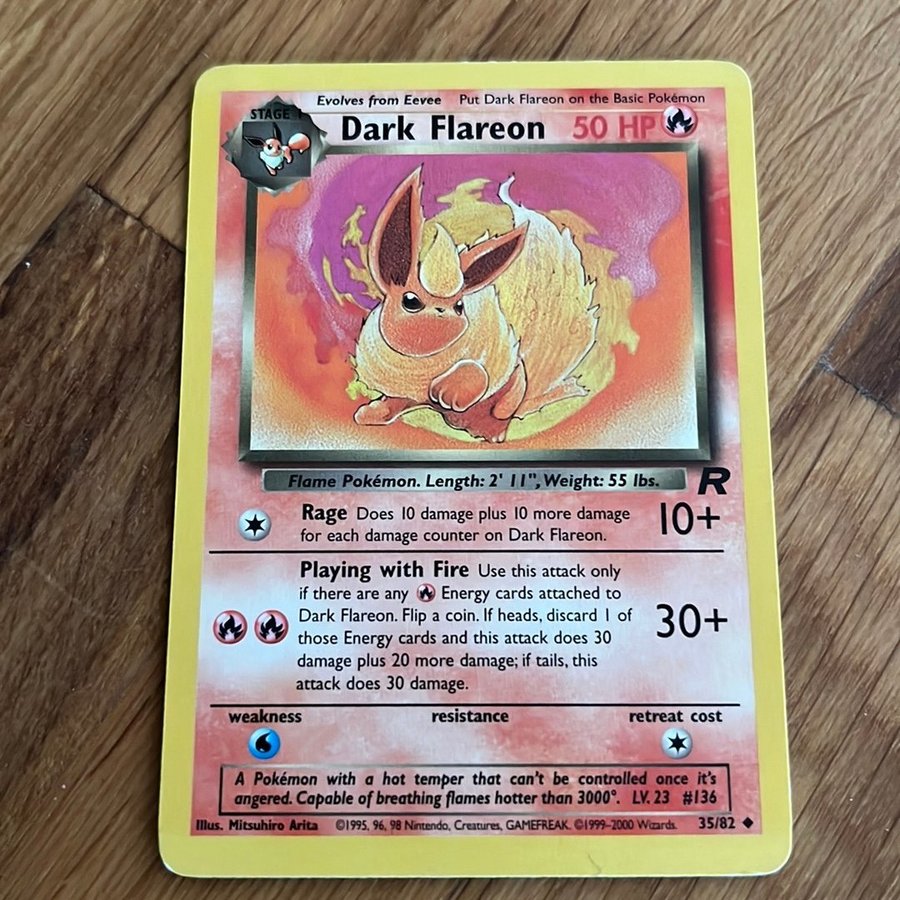 Evolves from Eevee Put Dark Flareon on the Basic Pokémon
STAGE 1
Dark Flareon 50 HP
Flame Pokémon. Length: 2' 11", Weight: 55 lbs.
R
Rage Does 10 damage plus 10 more damage
for each damage counter on Dark Flareon.
10+
Playing with Fire Use this attack only
if there are any Energy cards attached to
Dark Flareon. Flip a coin. If heads, discard 1 of
those Energy cards and this attack does 30
damage plus 20 more damage; if tails, this
attack does 30 damage.
30+
weakness resistance retreat cost
A Pokémon with a hot temper that can't be controlled once it's
angered. Capable of breathing flames hotter than 3000°. LV. 23 #136
Illus. Mitsuhiro Arita ©1995, 96, 98 Nintendo, Creatures, GAMEFREAK. ©1999–2000 Wizards. 35/82